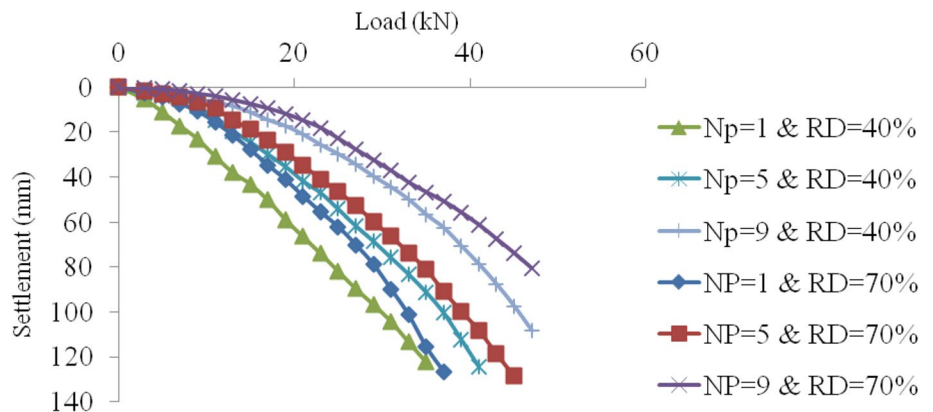 Load (kN)
0 20 40 60
Settlement (mm)
0
20
40
60
80
100
120
140
Np=1 & RD=40%
Np=5 & RD=40%
Np=9 & RD=40%
NP=1 & RD=70%
NP=5 & RD=70%
NP=9 & RD=70%